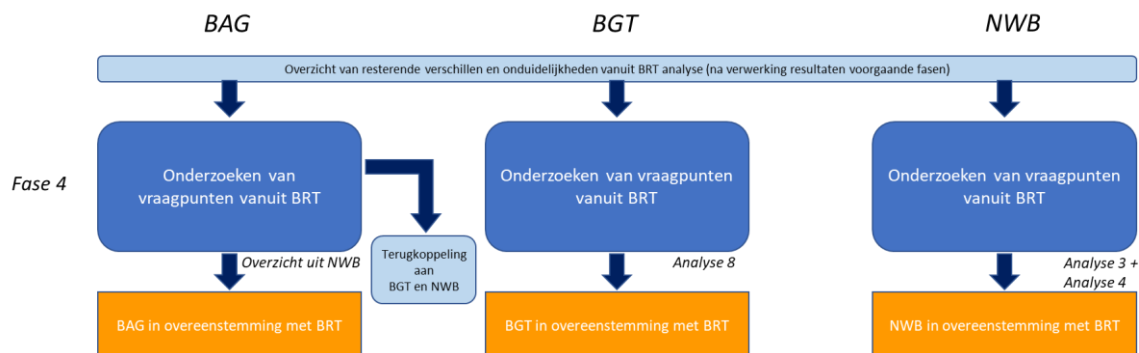 BAG
BGT
NWB
Overzicht van resterende verschillen en onduidelijkheden vanuit BRT analyse (na verwerking resultaten voorgaande fasen)
Fase 4
Onderzoeken van
vraagpunten vanuit BRT
Onderzoeken van vraagpunten
vanuit BRT
Onderzoeken van vraagpunten
vanuit BRT
Overzicht uit NWB
Terugkoppeling
aan
BGT en NWB
Analyse 8
Analyse 3 +
Analyse 4
BAG in overeenstemming met BRT
BGT in overeenstemming met BRT
NWB in overeenstemming met BRT